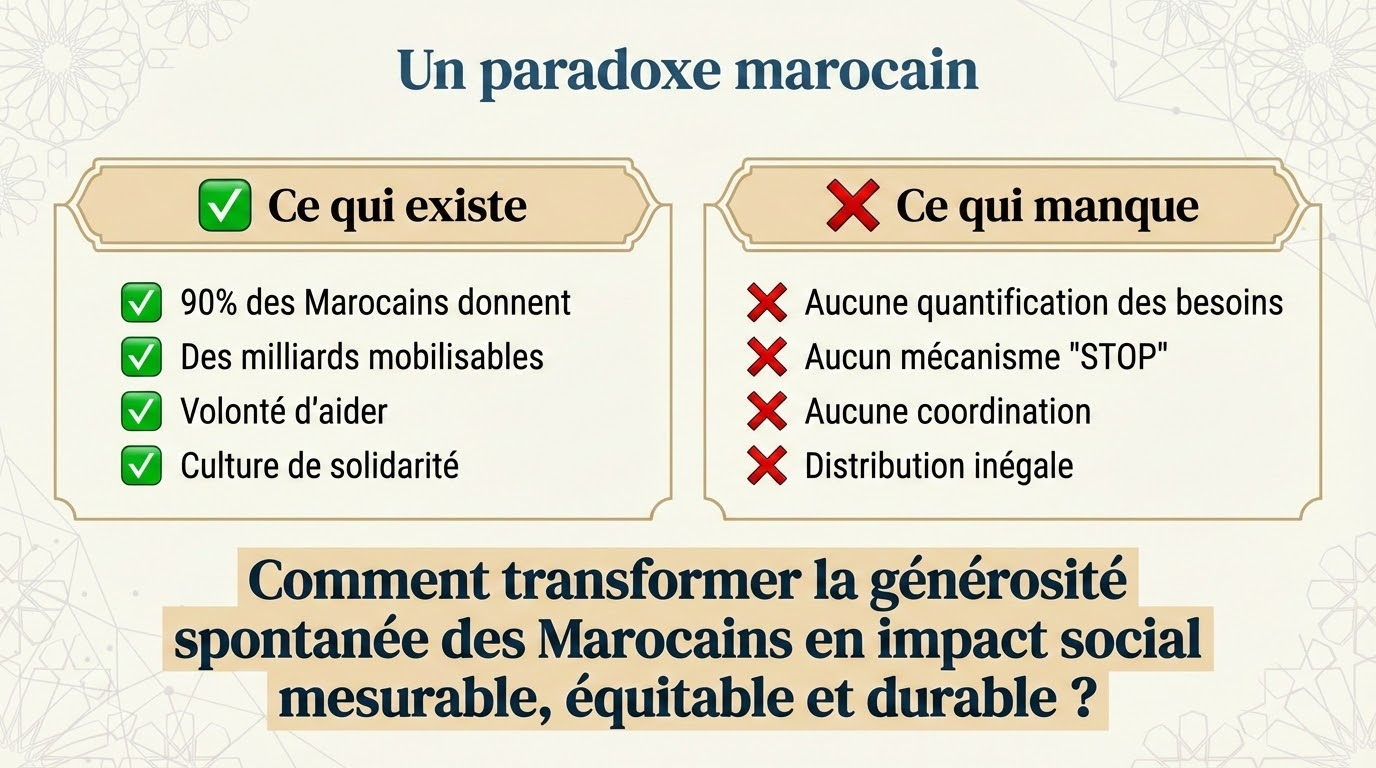 Un paradoxe marocain
✅ Ce qui existe
✅ 90% des Marocains donnent
✅ Des milliards mobilisables
✅ Volonté d'aider
✅ Culture de solidarité
❌ Ce qui manque
❌ Aucune quantification des besoins
❌ Aucun mécanisme "STOP"
❌ Aucune coordination
❌ Distribution inégale
Comment transformer la générosité
spontanée des Marocains en impact social
mesurable, équitable et durable ?